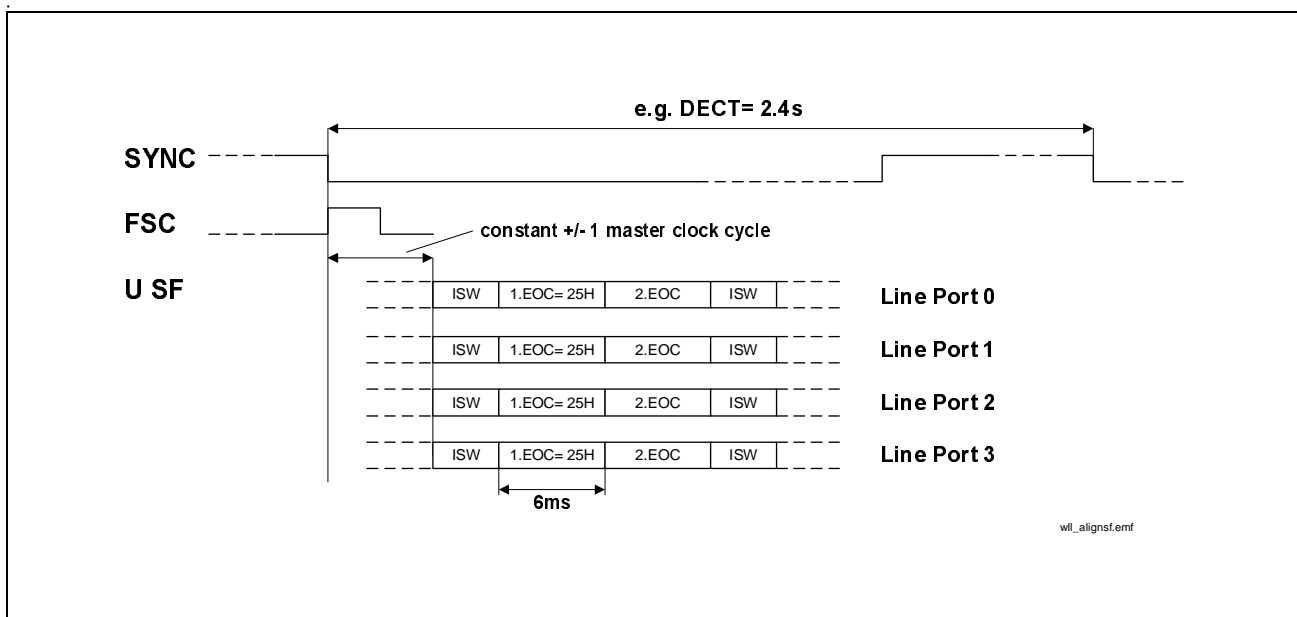 .
e.g. DECT= 2.4s
SYNC
FSC
constant +/- 1 master clock cycle
U SF
ISW 1.EOC= 25H 2.EOC ISW Line Port 0
ISW 1.EOC= 25H 2.EOC ISW Line Port 1
ISW 1.EOC= 25H 2.EOC ISW Line Port 2
ISW 1.EOC= 25H 2.EOC ISW Line Port 3
6ms
wll_alignsf.emf